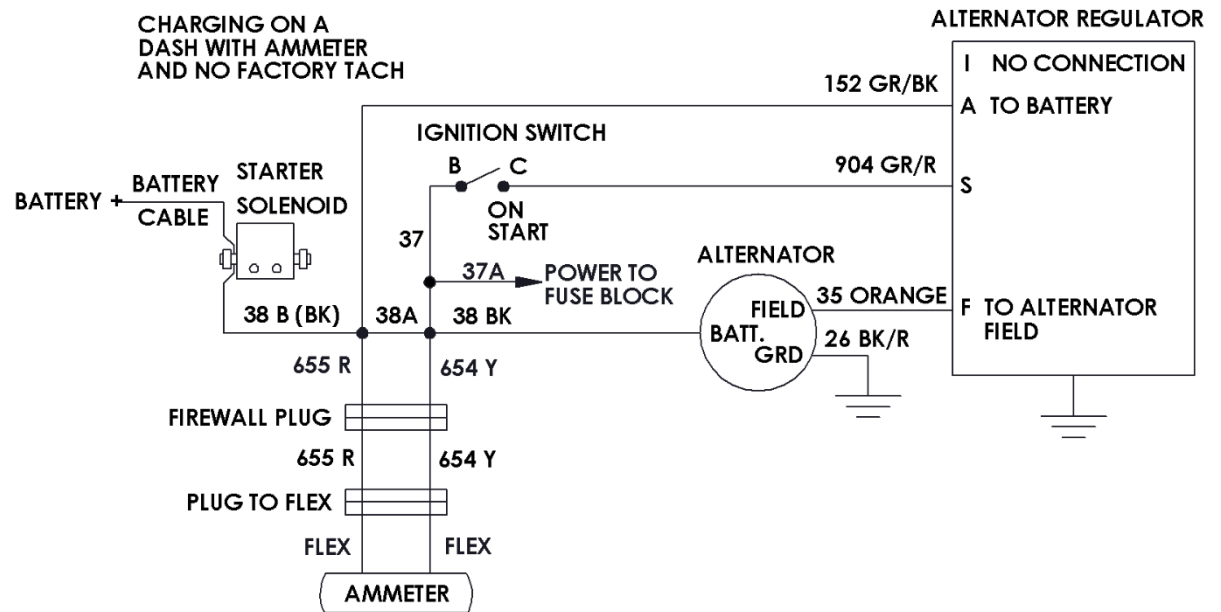 CHARGING ON A
DASH WITH AMMETER
AND NO FACTORY TACH
ALTERNATOR REGULATOR
I NO CONNECTION
152 GR/BK
A TO BATTERY
IGNITION SWITCH
B C
904 GR/R
S
ON
START
BATTERY +
BATTERY
CABLE
STARTER
SOLENOID
37
37A
POWER TO
FUSE BLOCK
ALTERNATOR
FIELD
BATT.
GRD
35 ORANGE
F TO ALTERNATOR
FIELD
26 BK/R
38 B (BK) 38A 38 BK
655 R 654 Y
FIREWALL PLUG
655 R 654 Y
PLUG TO FLEX
FLEX FLEX
AMMETER